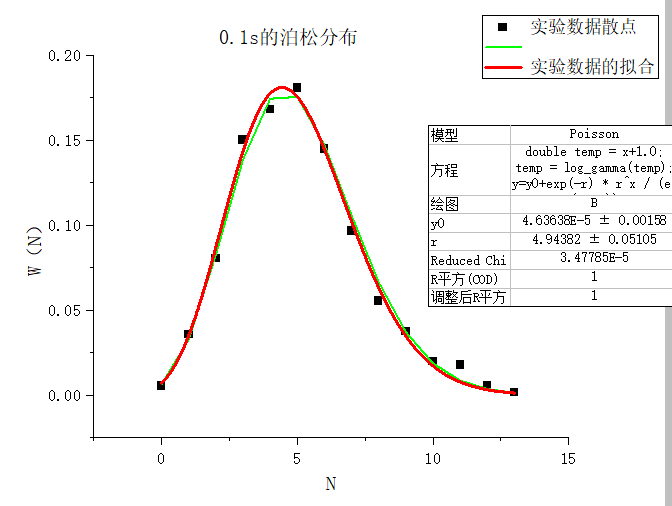 0.1s的泊松分布
实验数据散点
实验数据的拟合
0.20
0.15
0.10
0.05
0.00
W（N）
0
5
10
15
N
模型 Poisson
方程 double temp = x+1.0;
temp = log_gamma(temp);
y=y0+exp(-r) * r^x / (e
绘图 B
y0 4.63638E-5 ± 0.00158
r 4.94382 ± 0.05105
Reduced Chi 3.47785E-5
R平方(COD) 1
调整后R平方 1